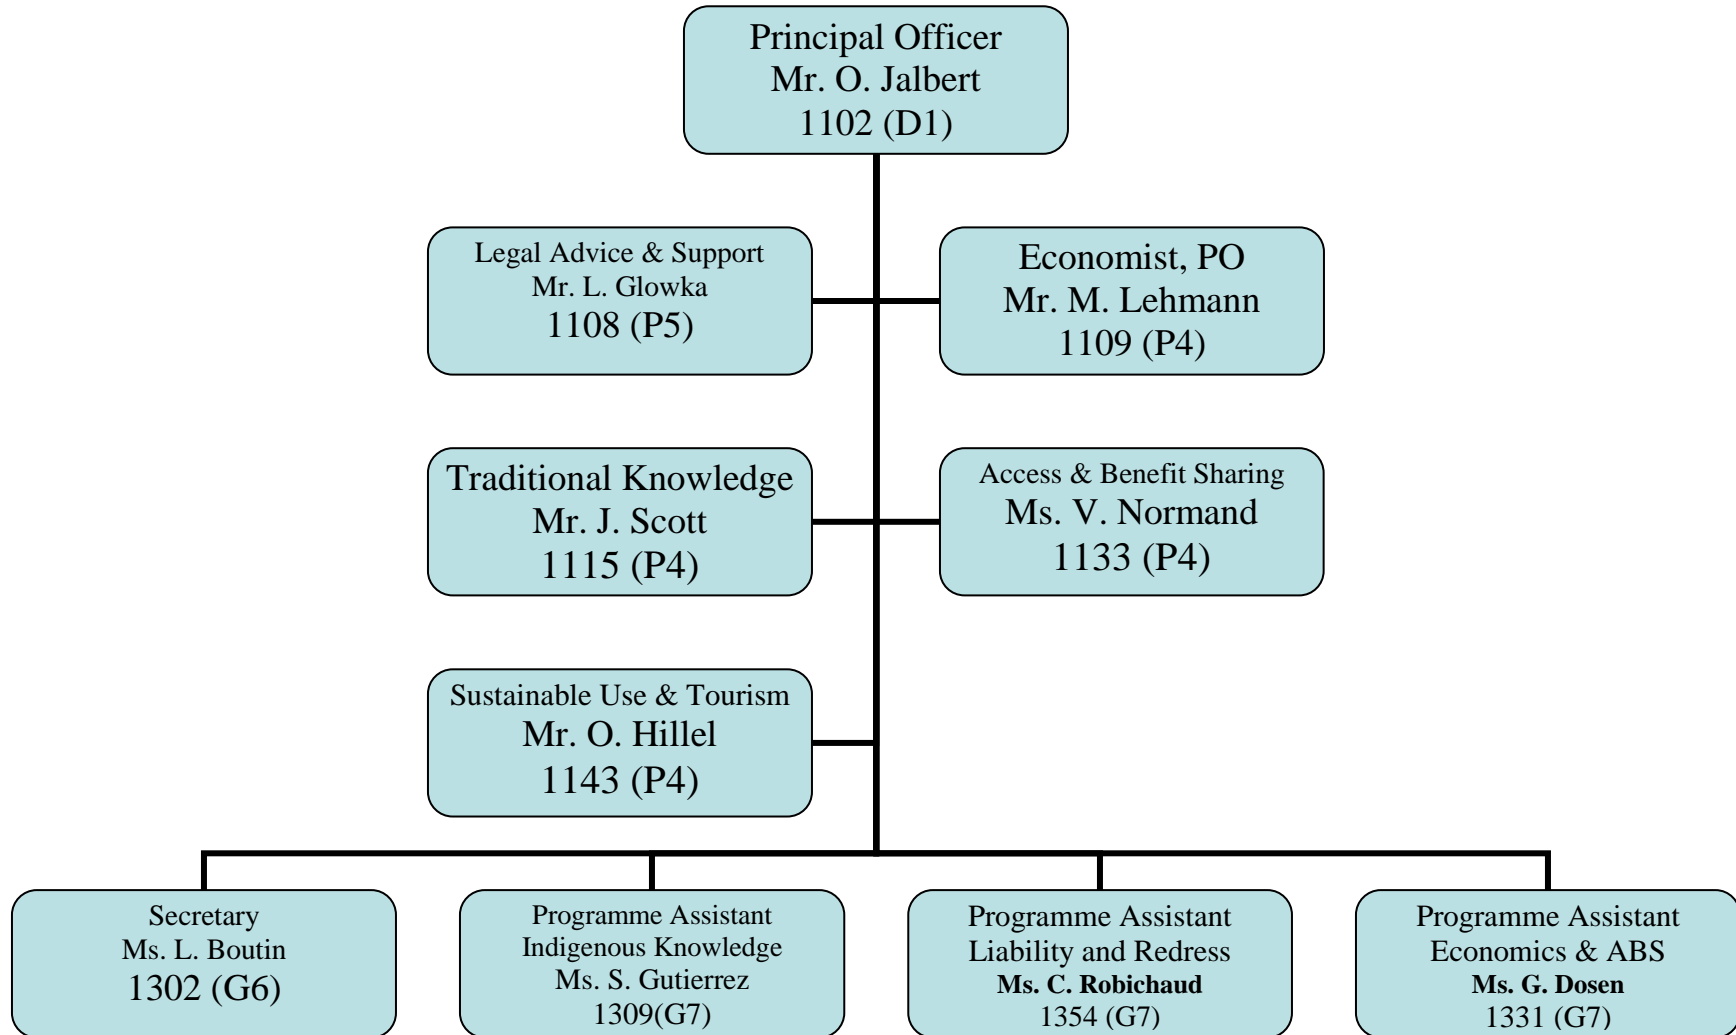 Principal Officer
Mr. O. Jalbert
1102 (D1)
Legal Advice & Support
Mr. L. Glowka
1108 (P5)
Economist, PO
Mr. M. Lehmann
1109 (P4)
Traditional Knowledge
Mr. J. Scott
1115 (P4)
Access & Benefit Sharing
Ms. V. Normand
1133 (P4)
Sustainable Use & Tourism
Mr. O. Hillel
1143 (P4)
Secretary
Ms. L. Boutin
1302 (G6)
Programme Assistant
Indigenous Knowledge
Ms. S. Gutierrez
1309(G7)
Programme Assistant
Liability and Redress
Ms. C. Robichaud
1354 (G7)
Programme Assistant
Economics & ABS
Ms. G. Dosen
1331 (G7)